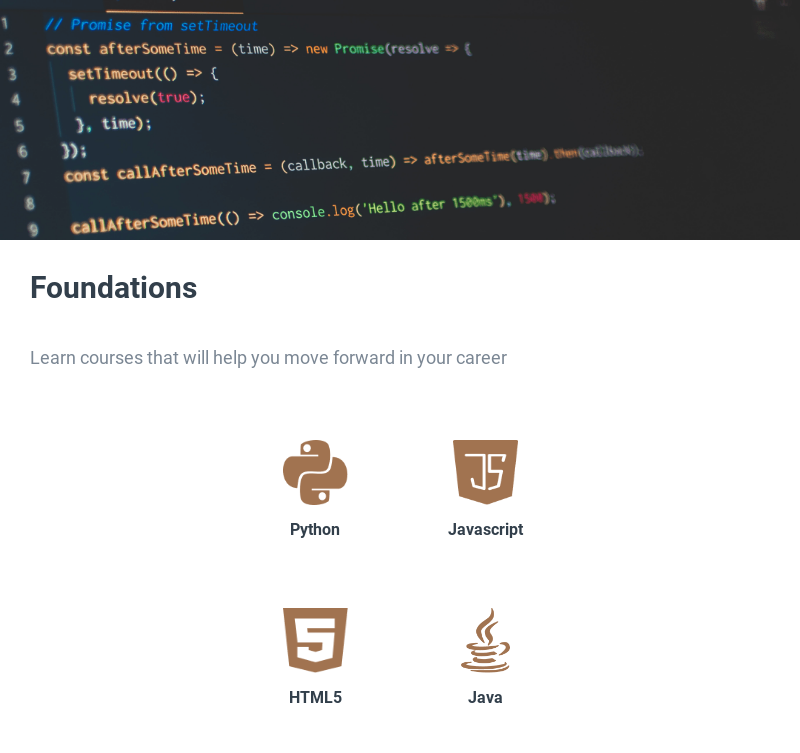 1 // Promise from setTimeout
2 const afterSomeTime = (time) => new Promise(resolve => {
3 setTimeout(() => {
4 resolve(true);
5 }, time);
6 });
7 const callAfterSomeTime = (callback, time) => afterSomeTime(time).then(callback);
8
9 callAfterSomeTime(() => console.log('Hello after 1500ms'), 1500);
Foundations
Learn courses that will help you move forward in your career
JS
Python
Javascript
5
HTML5
Java